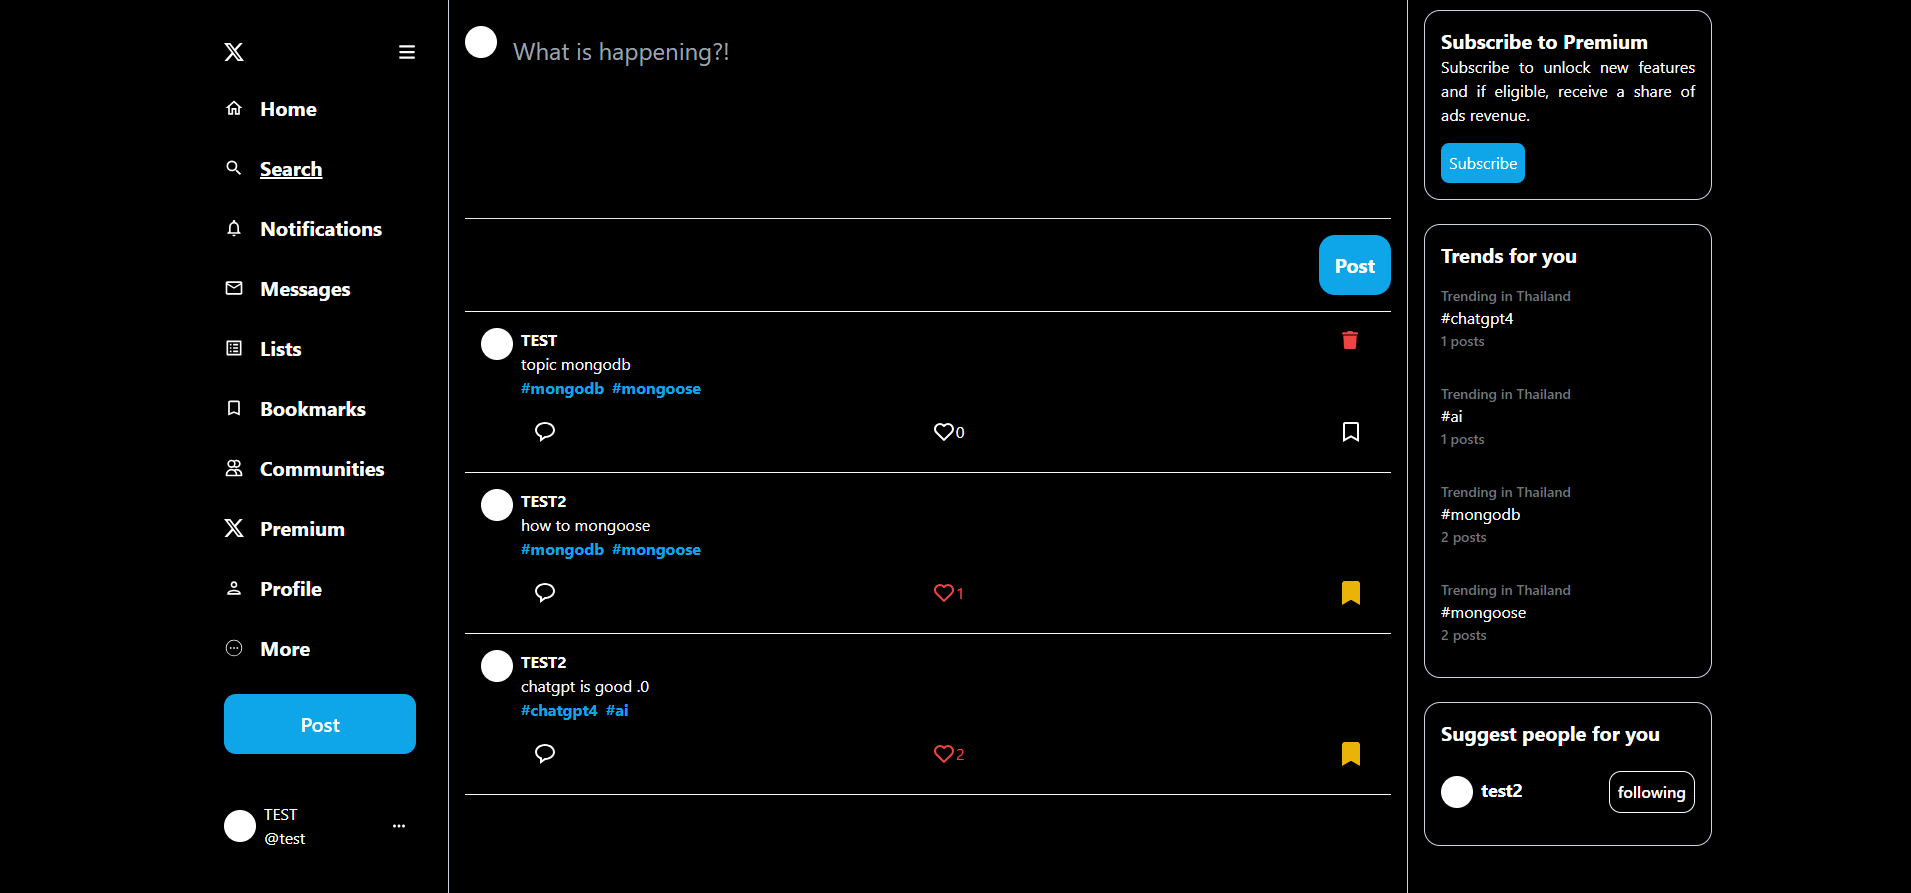 Home
Search
Notifications
Messages
Lists
Bookmarks
Communities
Premium
Profile
More
Post
TEST
@test
What is happening?!
Post
TEST
topic mongodb
#mongodb #mongoose
0
TEST2
how to mongoose
#mongodb #mongoose
1
TEST2
chatgpt is good .0
#chatgpt4 #ai
2
Subscribe to Premium
Subscribe to unlock new features
and if eligible, receive a share of
ads revenue.
Subscribe
Trends for you
Trending in Thailand
#chatgpt4
1 posts
Trending in Thailand
#ai
1 posts
Trending in Thailand
#mongodb
2 posts
Trending in Thailand
#mongoose
2 posts
Suggest people for you
test2
following